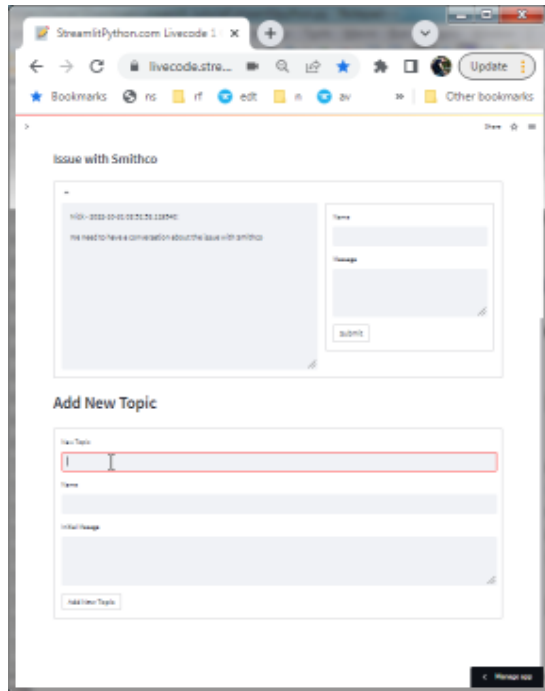 StreamlitPython.com Livecode 1
livecode.stre...
Update
Bookmarks ns rf edt n av » Other bookmarks
Share
Issue with Smithco
We need to have a conversation about the issue with smithco
Name
Message
Submit
Add New Topic
New Topic
Name
Initial Message
Add New Topic
< Manage app